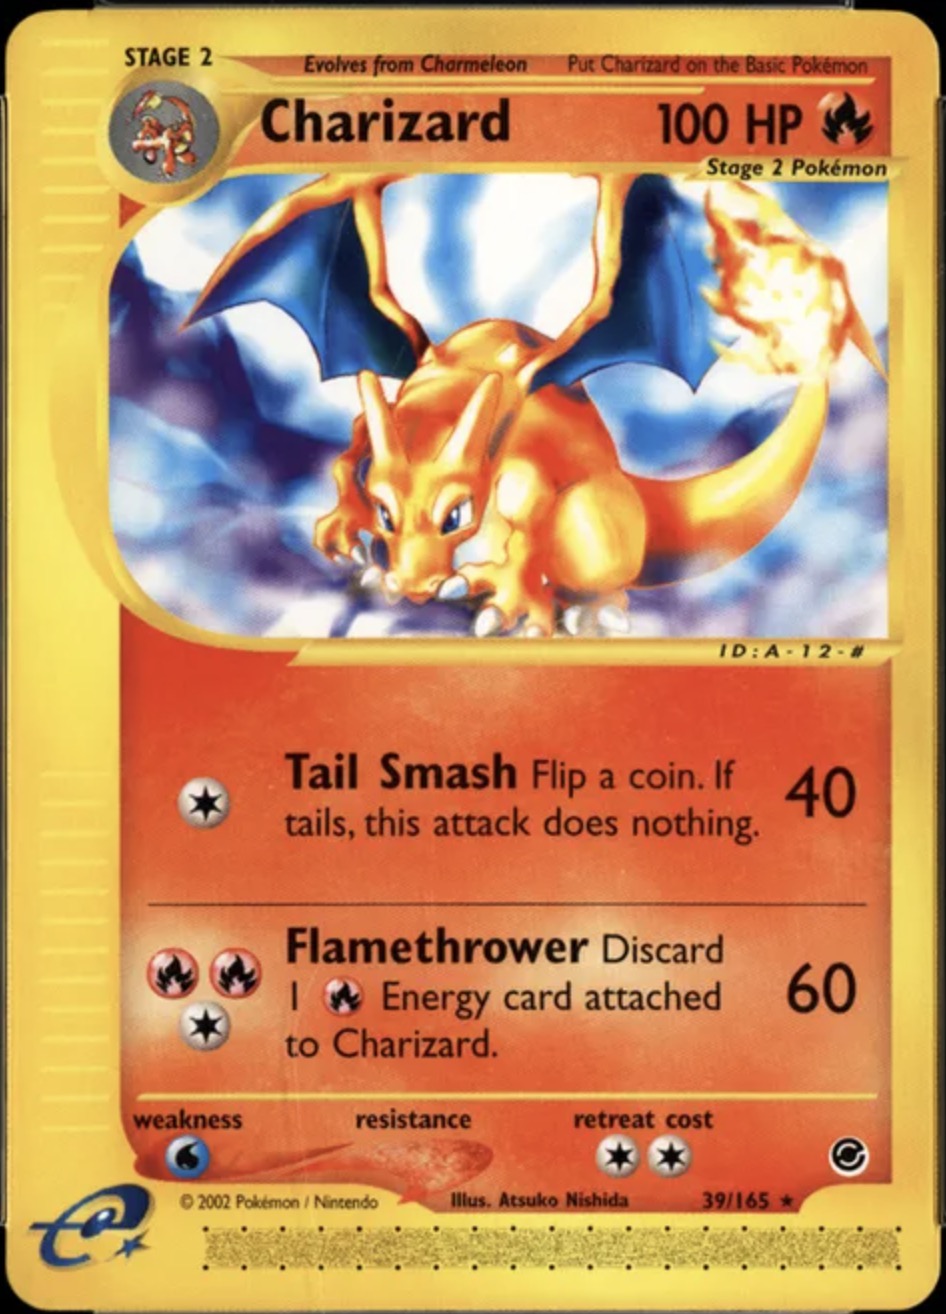 STAGE 2
Evolves from Charmeleon Put Charizard on the Basic Pokémon
Charizard 100 HP
Stage 2 Pokémon
ID:A-12-#
Tail Smash Flip a coin. If 40
tails, this attack does nothing.
Flamethrower Discard
1 Energy card attached 60
to Charizard.
weakness resistance retreat cost
© 2002 Pokémon / Nintendo Illus. Atsuko Nishida 39/165 ★
e